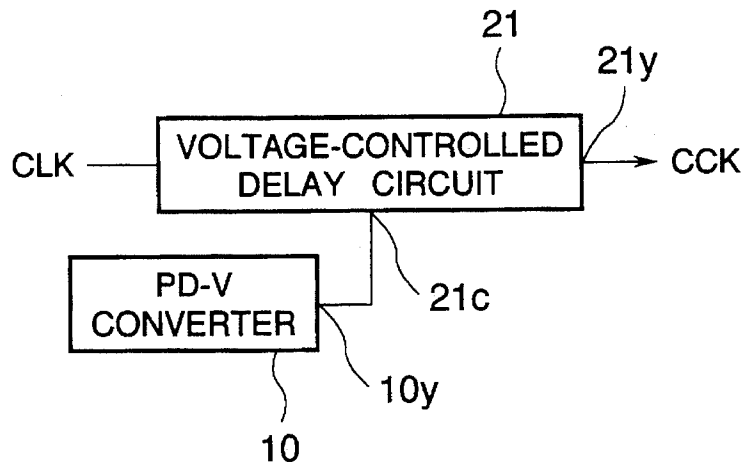 21
21y
CLK
VOLTAGE-CONTROLLED
DELAY CIRCUIT
CCK
PD-V
CONVERTER
21c
10y
10